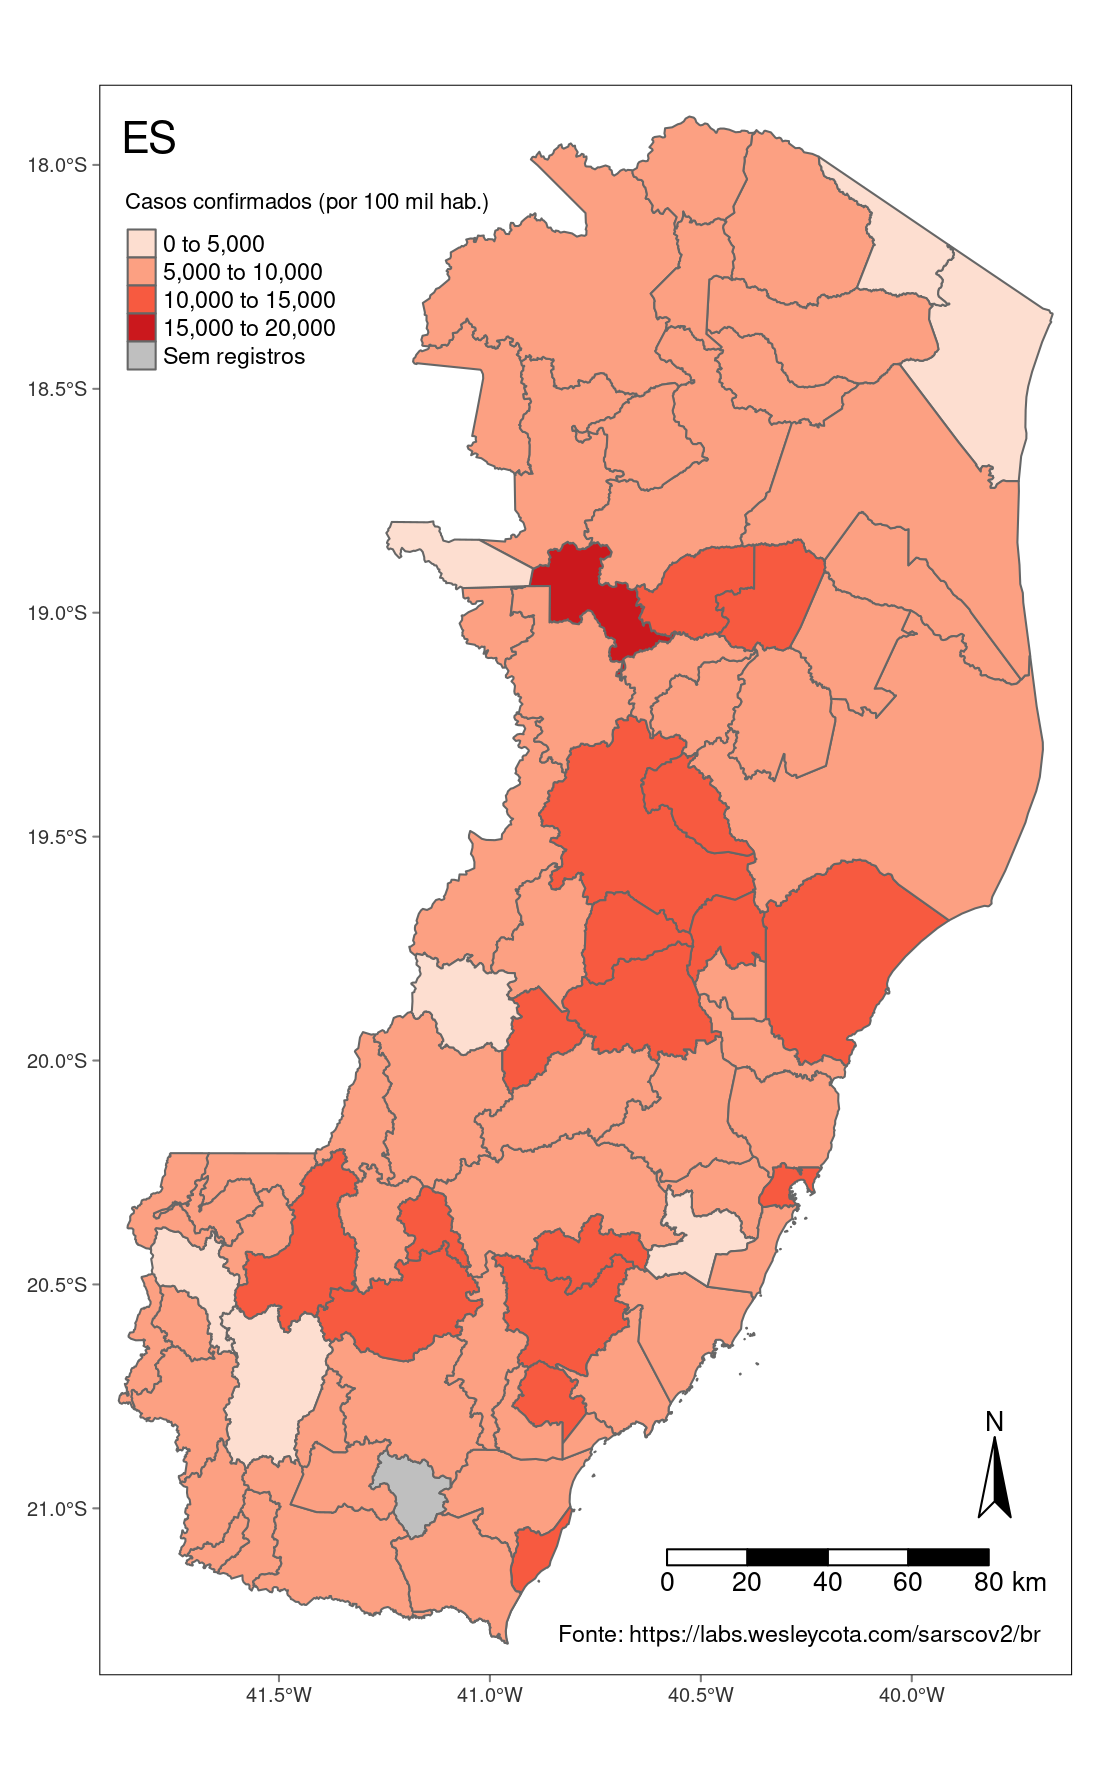 ES
Casos confirmados (por 100 mil hab.)
0 to 5,000
5,000 to 10,000
10,000 to 15,000
15,000 to 20,000
Sem registros
18.0°S
18.5°S
19.0°S
19.5°S
20.0°S
20.5°S
21.0°S
N
0 20 40 60 80 km
Fonte: https://labs.wesleycota.com/sarscov2/br
41.5°W 41.0°W 40.5°W 40.0°W